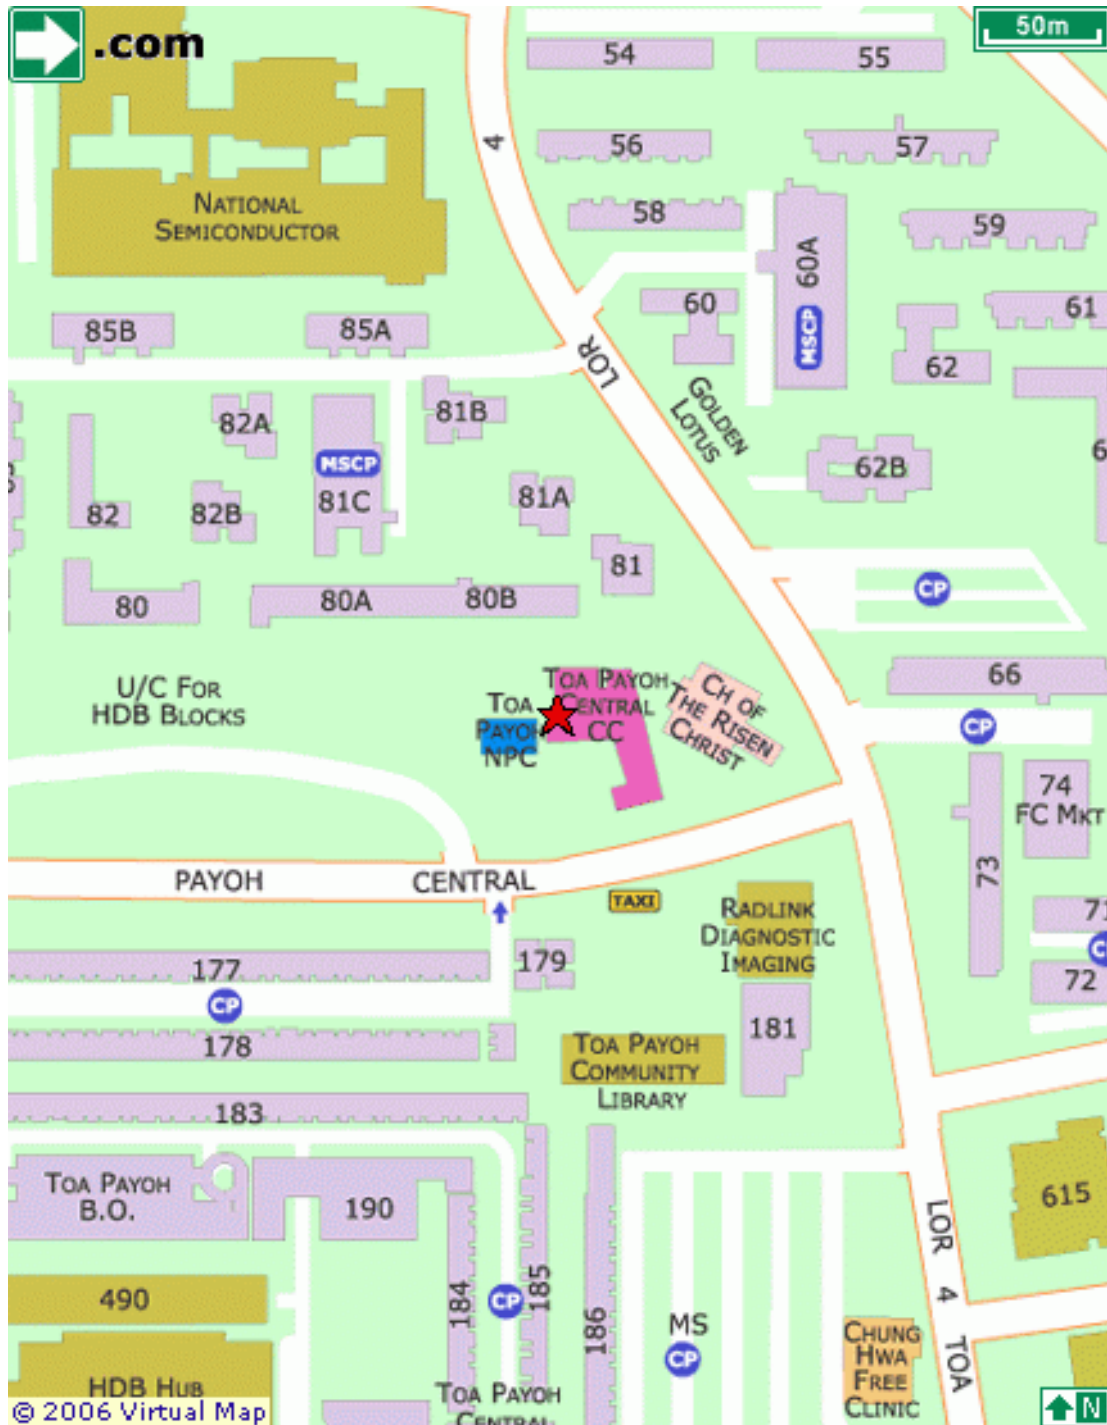 .com
50m
54
55
4
56
57
NATIONAL
SEMICONDUCTOR
58
59
60A
MSCP
60
61
85B
85A
LOR
62
82A
81B
GOLDEN
LOTUS
MSCP
81C
62B
82
82B
81A
81
80
80A
80B
CP
U/C FOR
HDB BLOCKS
TOA
PAYOH
NPC
TOA PAYOH
CENTRAL
CC
CH OF
THE RISEN
CHRIST
66
CP
74
FC MKT
73
PAYOH
CENTRAL
TAXI
RADLINK
DIAGNOSTIC
IMAGING
71
72
177
CP
179
178
181
TOA PAYOH
COMMUNITY
LIBRARY
183
TOA PAYOH
B.O.
190
615
LOR
4
TOA
184
CP
185
186
490
MS
CP
CHUNG
HWA
FREE
CLINIC
HDB HUB
TOA PAYOH
CENTRAL
© 2006 Virtual Map
N